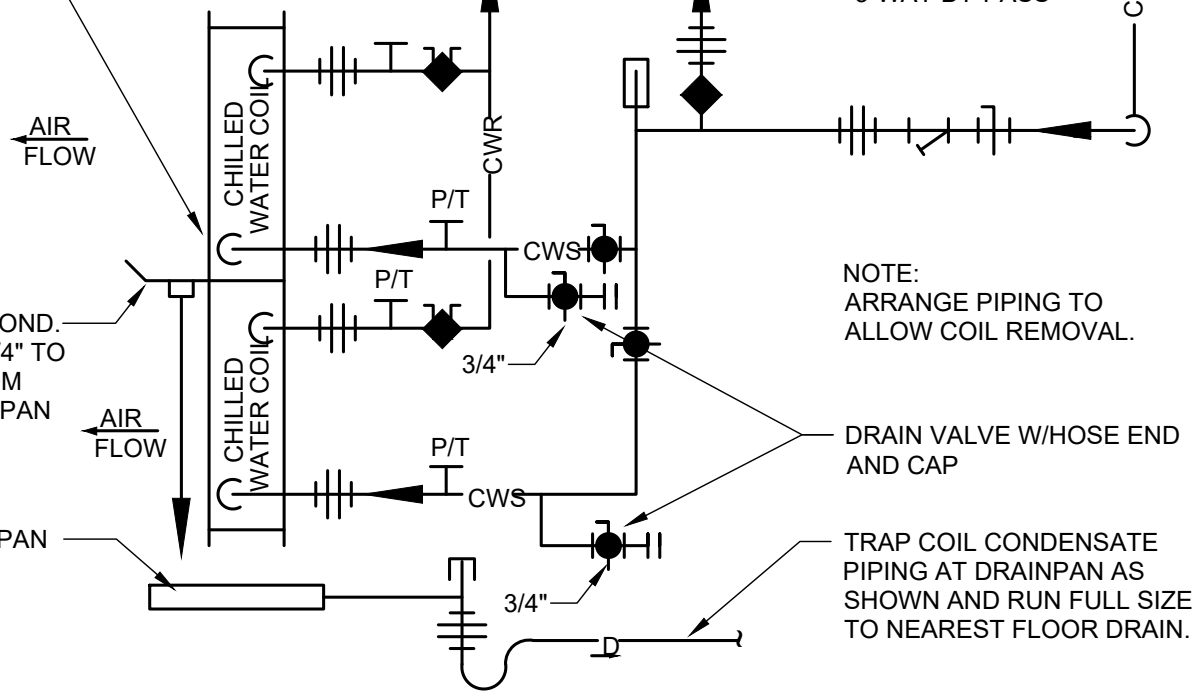 3-WAY BY-PASS
C
AIR
FLOW
CHILLED
WATER COIL
CWR
P/T
CWS
P/T
3/4"
NOTE:
ARRANGE PIPING TO
ALLOW COIL REMOVAL.
OND.
/4" TO
M
PAN
AIR
FLOW
CHILLED
WATER COIL
P/T
CWS
DRAIN VALVE W/HOSE END
AND CAP
PAN
3/4"
TRAP COIL CONDENSATE
PIPING AT DRAINPAN AS
SHOWN AND RUN FULL SIZE
TO NEAREST FLOOR DRAIN.
D